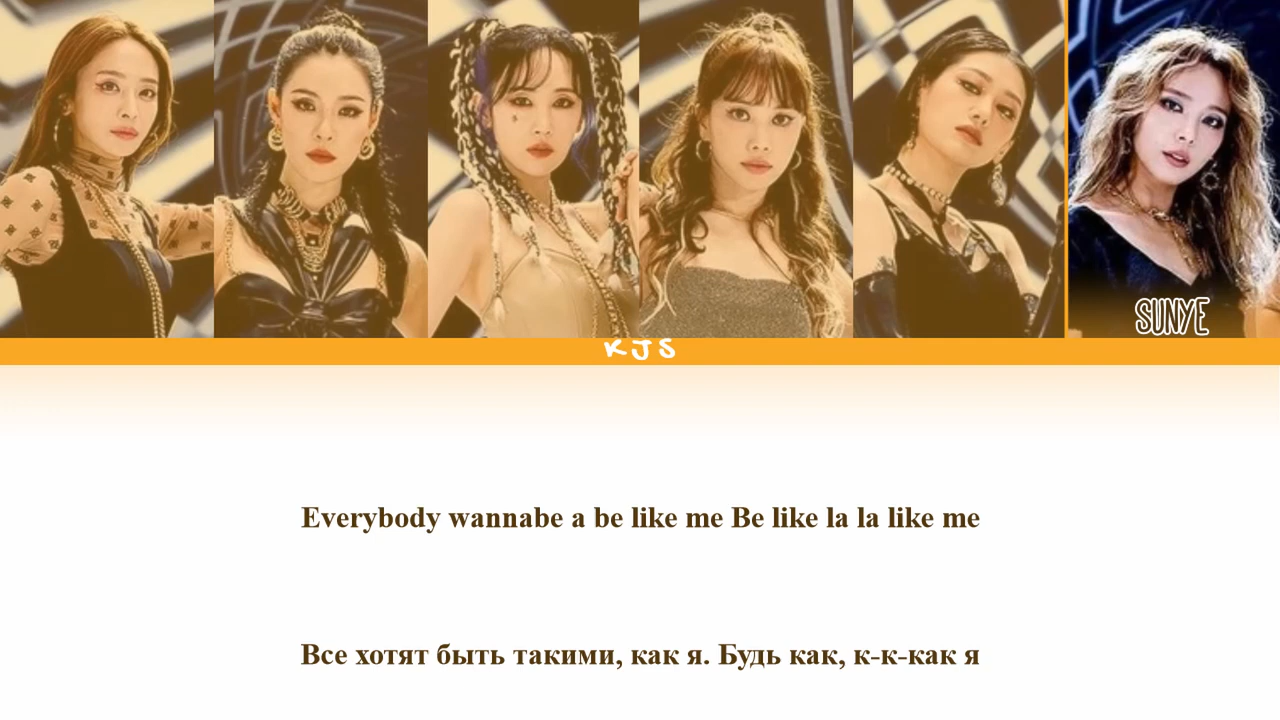 SUNYE
KJS
Everybody wannabe a be like me Be like la la like me
Все хотят быть такими, как я. Будь как, к-к-как я